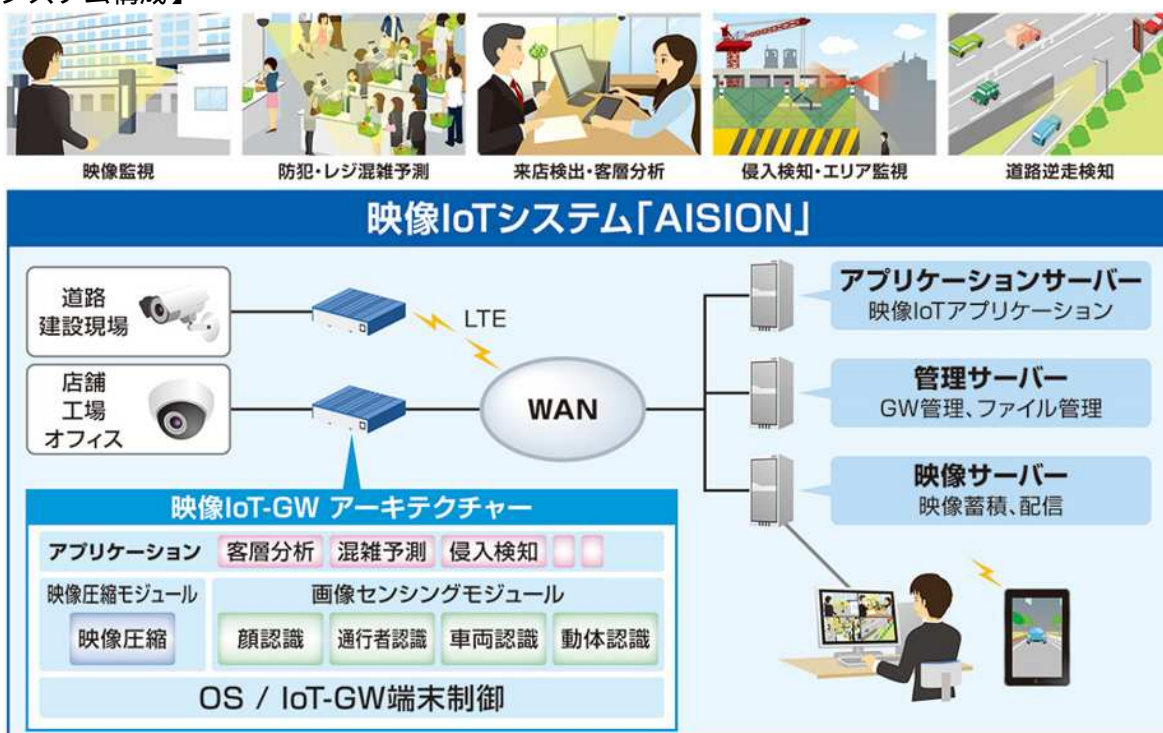 システム構成】
映像監視
防犯・レジ混雑予測
来店検出・客層分析
侵入検知・エリア監視
道路逆走検知
映像IoTシステム「AISION」
道路
建設現場
店舗
工場
オフィス
LTE
WAN
アプリケーションサーバー
映像IoTアプリケーション
管理サーバー
GW管理、ファイル管理
映像サーバー
映像蓄積、配信
映像IoT-GW アーキテクチャー
アプリケーション 客層分析 混雑予測 侵入検知
映像圧縮モジュール
映像圧縮
画像センシングモジュール
顔認識 通行者認識 車両認識 動体認識
OS / IoT-GW端末制御